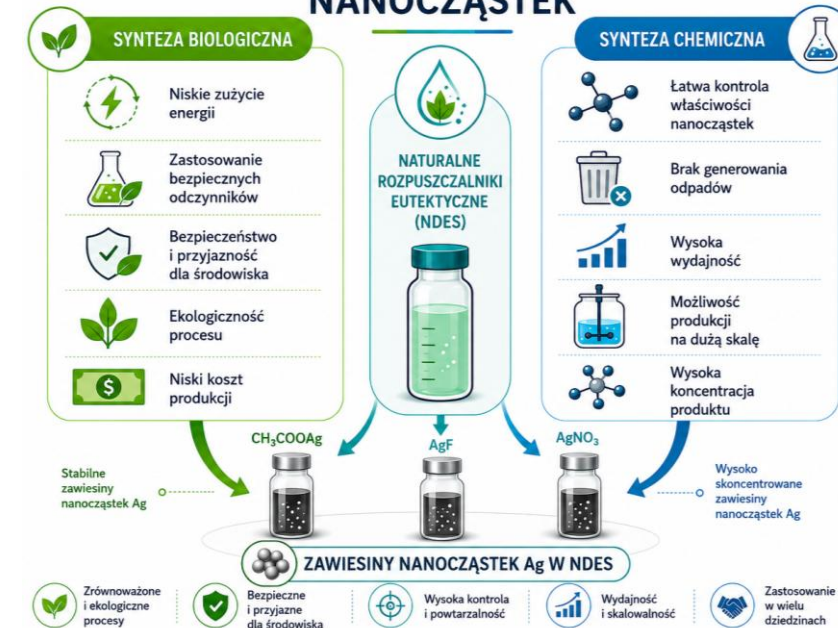 NANOCZĄSTEK
SYNTEZA BIOLOGICZNA
Niskie zużycie
energii
Zastosowanie
bezpiecznych
odczynników
Bezpieczeństwo
i przyjazność
dla środowiska
Ekologiczność
procesu
$
Niski koszt
produkcji
NATURALNE
ROZPUSZCZALNIKI
EUTEKTYCZNE
(NDES)
SYNTEZA CHEMICZNA
Łatwa kontrola
właściwości
nanocząstek
Brak generowania
odpadów
Wysoka
wydajność
Możliwość
produkcji
na dużą skalę
Wysoka
koncentracja
produktu
CH₃COOAg
AgF
AgNO₃
Stabilne
zawiesiny
nanocząstek Ag
Wysoko
skoncentrowane
zawiesiny
nanocząstek Ag
ZAWIESINY NANOCZĄSTEK Ag W NDES
Zrównoważone
i ekologiczne
procesy
Bezpieczne
i przyjazne
dla środowiska
Wysoka kontrola
i powtarzalność
Wydajność
i skalowalność
Zastosowanie
w wielu
dziedzinach